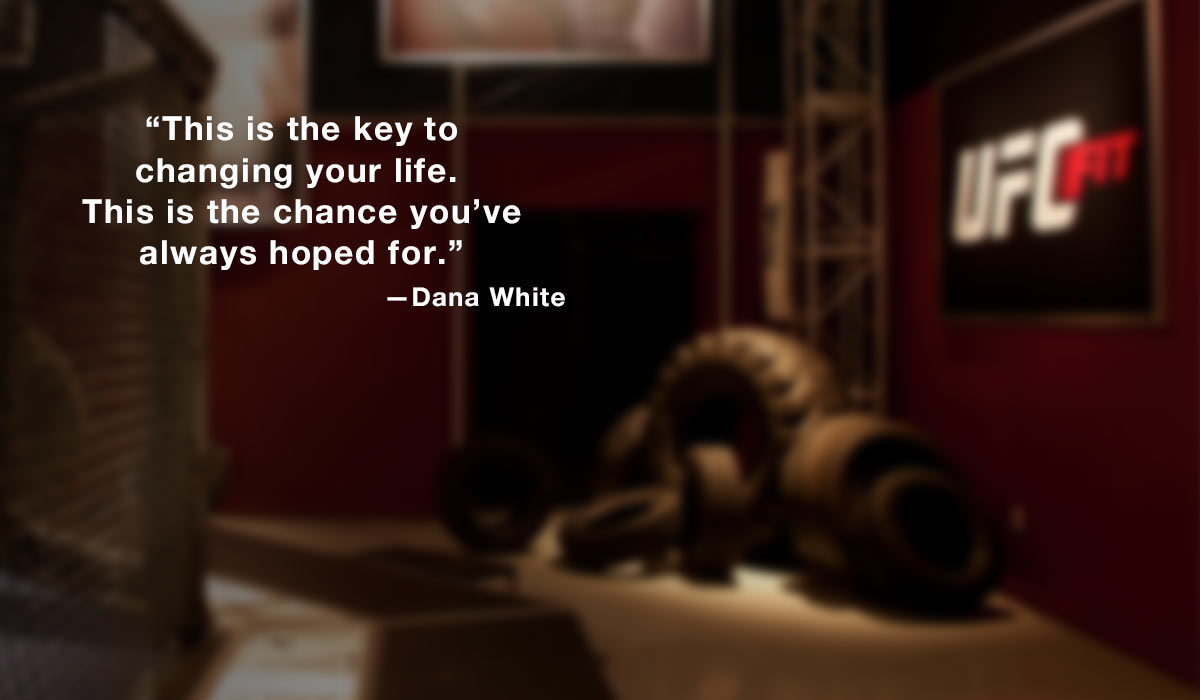 “This is the key to
changing your life.
This is the chance you’ve
always hoped for.”
—Dana White
UFC FIT